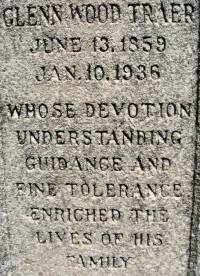 GLENN WOOD TRAER
JUNE 13, 1859
JAN. 10, 1936
WHOSE DEVOTION
UNDERSTANDING
GUIDANCE AND
FINE TOLERANCE
ENRICHED THE
LIVES OF HIS
FAMILY